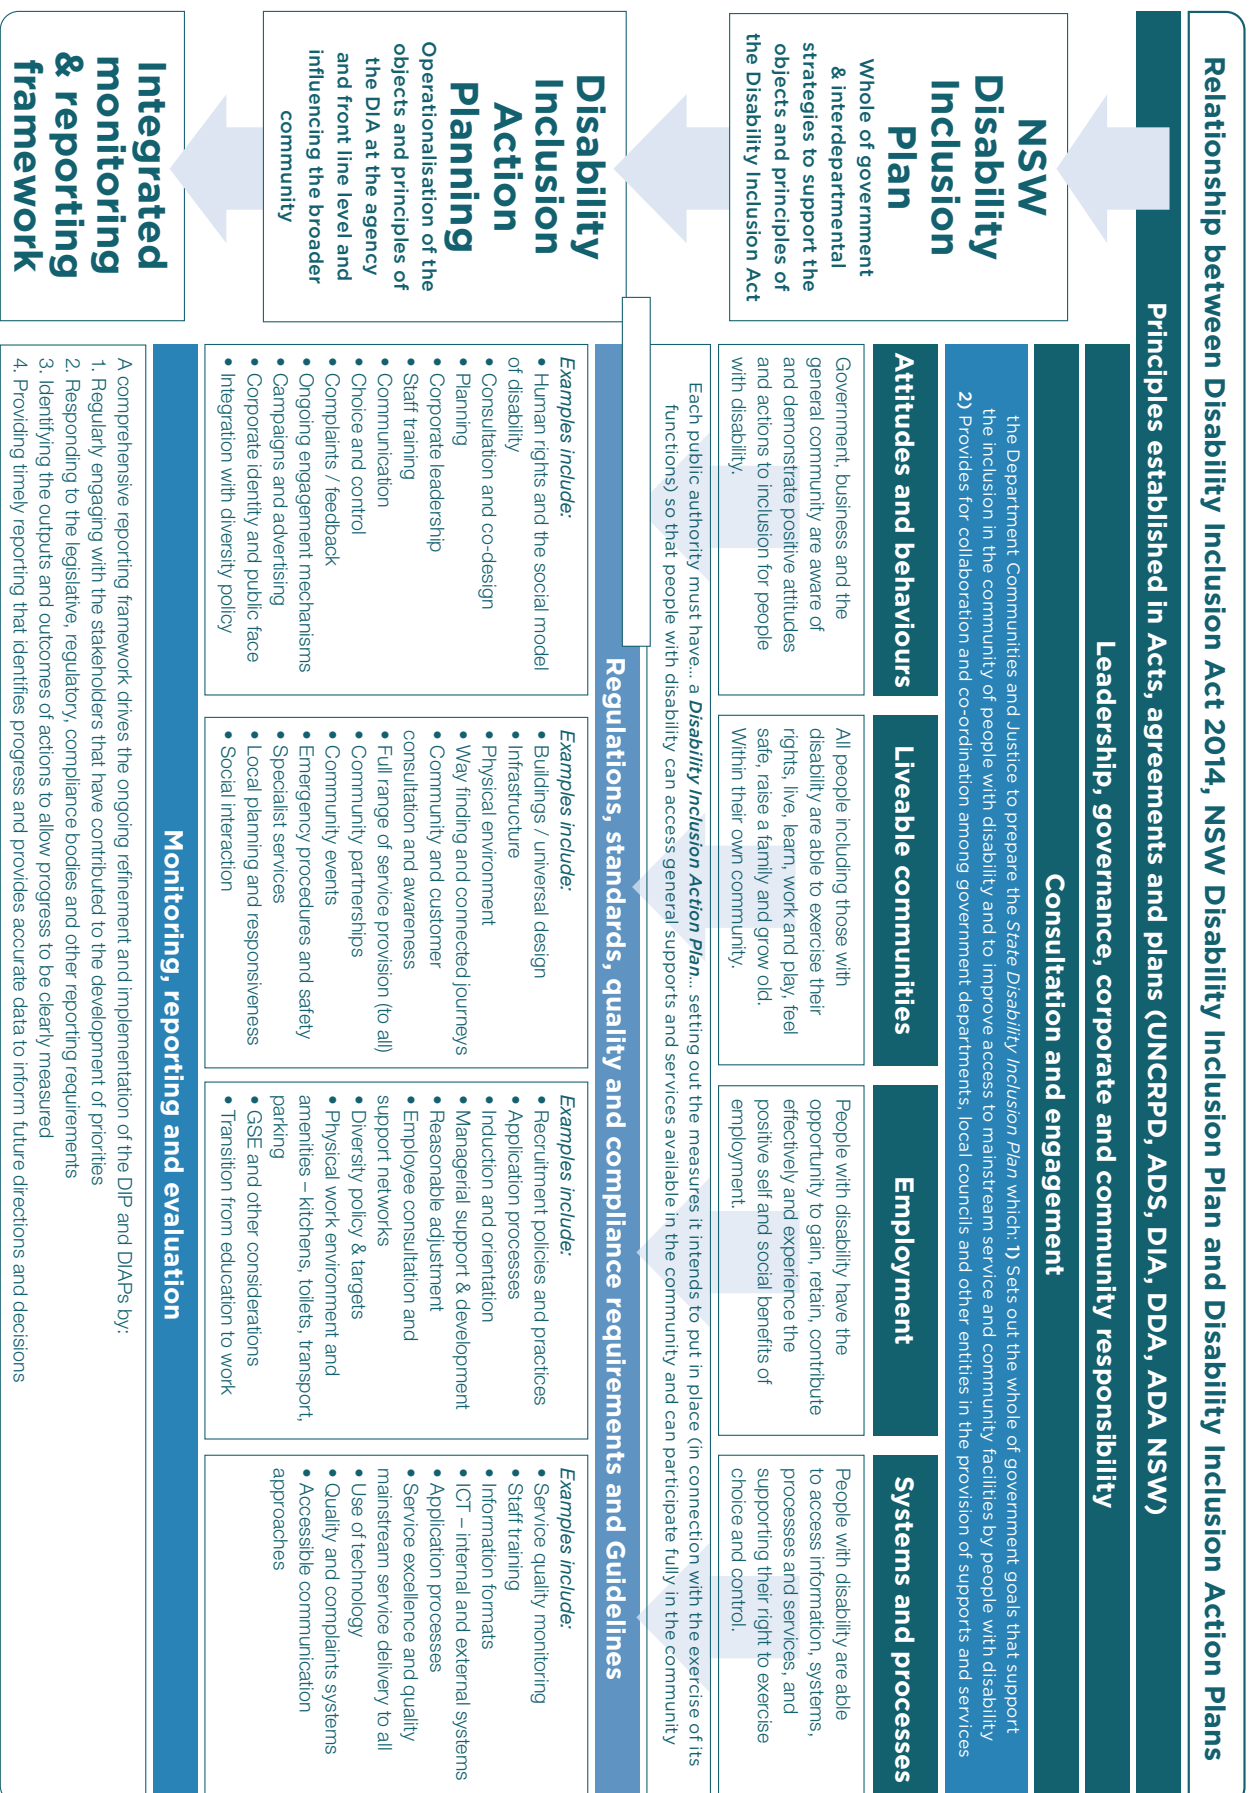 Relationship between Disability Inclusion Act 2014, NSW Disability Inclusion Plan and Disability Inclusion Action Plans
Principles established in Acts, agreements and plans (UNCRPD, ADS, DIA, DDA, ADA NSW)
Leadership, governance, corporate and community responsibility
Consultation and engagement
NSW
Disability
Inclusion
Plan
Whole of government
& interdepartmental
strategies to support the
objects and principles of
the Disability Inclusion Act
the Department Communities and Justice to prepare the State Disability Inclusion Plan which: 1) Sets out the whole of government goals that support
the inclusion in the community of people with disability and to improve access to mainstream service and community facilities by people with disability
2) Provides for collaboration and co-ordination among government departments, local councils and other entities in the provision of supports and services
Attitudes and behaviours
Government, business and the
general community are aware of
and demonstrate positive attitudes
and actions to inclusion for people
with disability.
Liveable communities
All people including those with
disability are able to exercise their
rights, live, learn, work and play, feel
safe, raise a family and grow old.
Within their own community.
Employment
People with disability have the
opportunity to gain, retain, contribute
effectively and experience the
positive self and social benefits of
employment.
Systems and processes
People with disability are able
to access information, systems,
processes and services, and
supporting their right to exercise
choice and control.
Each public authority must have... a Disability Inclusion Action Plan... setting out the measures it intends to put in place (in connection with the exercise of its
functions) so that people with disability can access general supports and services available in the community and can participate fully in the community
Disability
Inclusion
Action
Planning
Operationalisation of the
objects and principles of
the DIA at the agency
and front line level and
influencing the broader
community
Regulations, standards, quality and compliance requirements and Guidelines
Examples include:
• Human rights and the social model
of disability
• Consultation and co-design
• Planning
• Corporate leadership
• Staff training
• Communication
• Choice and control
• Complaints / feedback
• Ongoing engagement mechanisms
• Campaigns and advertising
• Corporate identity and public face
• Integration with diversity policy
Examples include:
• Buildings / universal design
• Infrastructure
• Physical environment
• Way finding and connected journeys
• Community and customer
consultation and awareness
• Full range of service provision (to all)
• Community partnerships
• Community events
• Emergency procedures and safety
• Specialist services
• Local planning and responsiveness
• Social interaction
Examples include:
• Recruitment policies and practices
• Application processes
• Induction and orientation
• Managerial support & development
• Reasonable adjustment
• Employee consultation and
support networks
• Diversity policy & targets
• Physical work environment and
amenities – kitchens, toilets, transport,
parking
• GSE and other considerations
• Transition from education to work
Examples include:
• Service quality monitoring
• Staff training
• Information formats
• ICT – internal and external systems
• Application processes
• Service excellence and quality
mainstream service delivery to all
• Use of technology
• Quality and complaints systems
• Accessible communication
approaches
Integrated
monitoring
& reporting
framework
Monitoring, reporting and evaluation
A comprehensive reporting framework drives the ongoing refinement and implementation of the DIP and DIAPs by:
1. Regularly engaging with the stakeholders that have contributed to the development of priorities
2. Responding to the legislative, regulatory, compliance bodies and other reporting requirements
3. Identifying the outputs and outcomes of actions to allow progress to be clearly measured
4. Providing timely reporting that identifies progress and provides accurate data to inform future directions and decisions